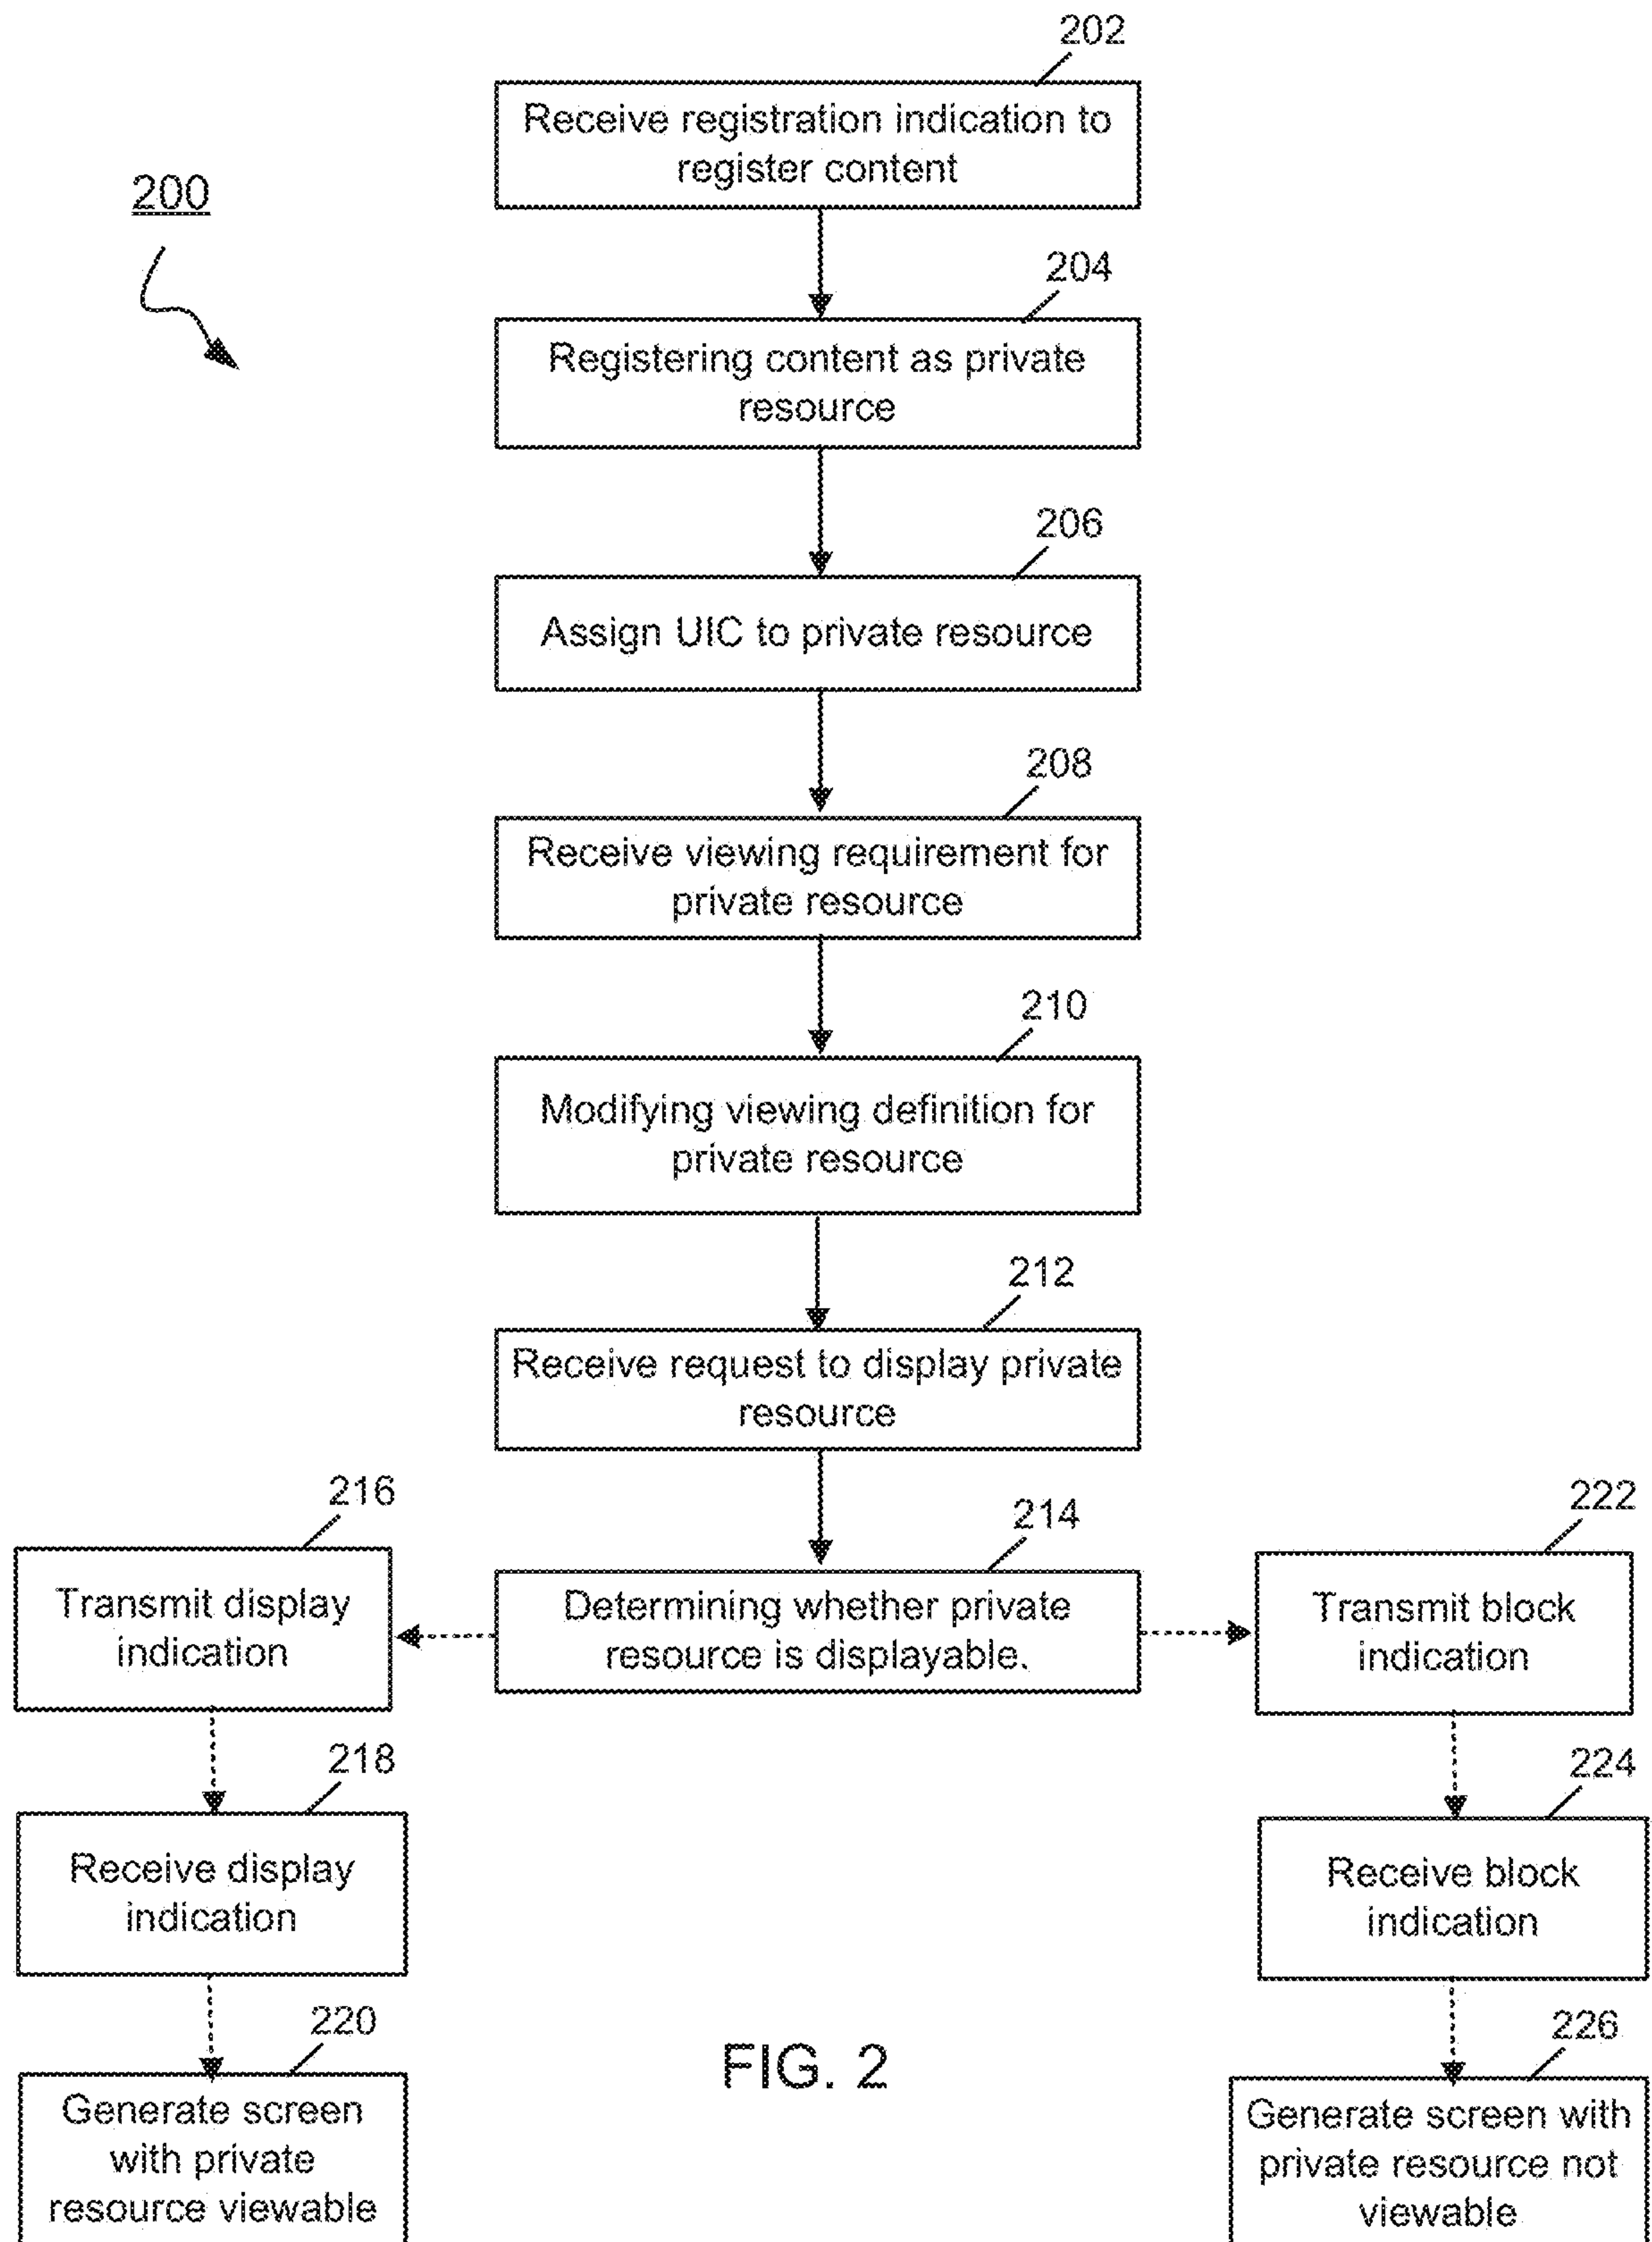 202
Receive registration indication to
register content
200
204
Registering content as private
resource
206
Assign UIC to private resource
208
Receive viewing requirement for
private resource
210
Modifying viewing definition for
private resource
212
Receive request to display private
resource
216
Transmit display
indication
214
Determining whether private
resource is displayable.
222
Transmit block
indication
218
Receive display
indication
224
Receive block
indication
220
Generate screen
with private
resource viewable
FIG. 2
226
Generate screen with
private resource not
viewable